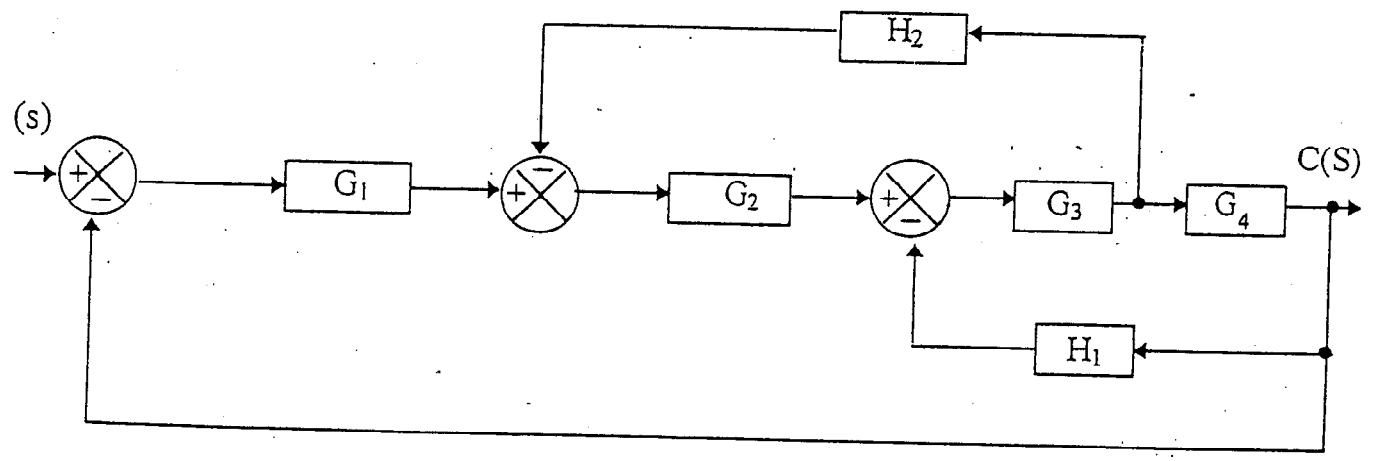 H₂
(s)
C(S)
+ −
G₁
+ −
G₂
+ −
G₃
G₄
H₁